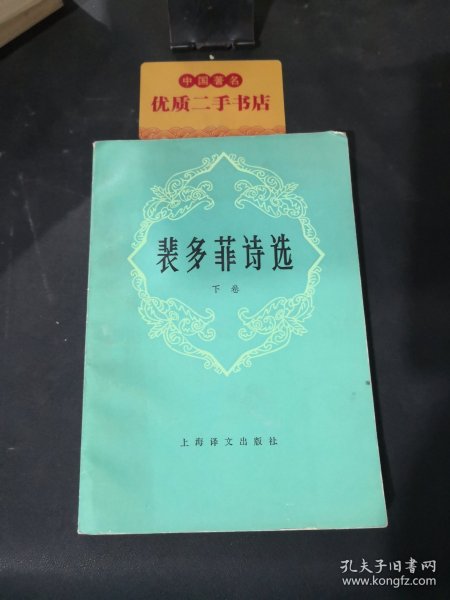 中国著名
优质二手书店
裴多菲诗选
下卷
上海译文出版社
孔夫子旧书网
www.kongfz.com